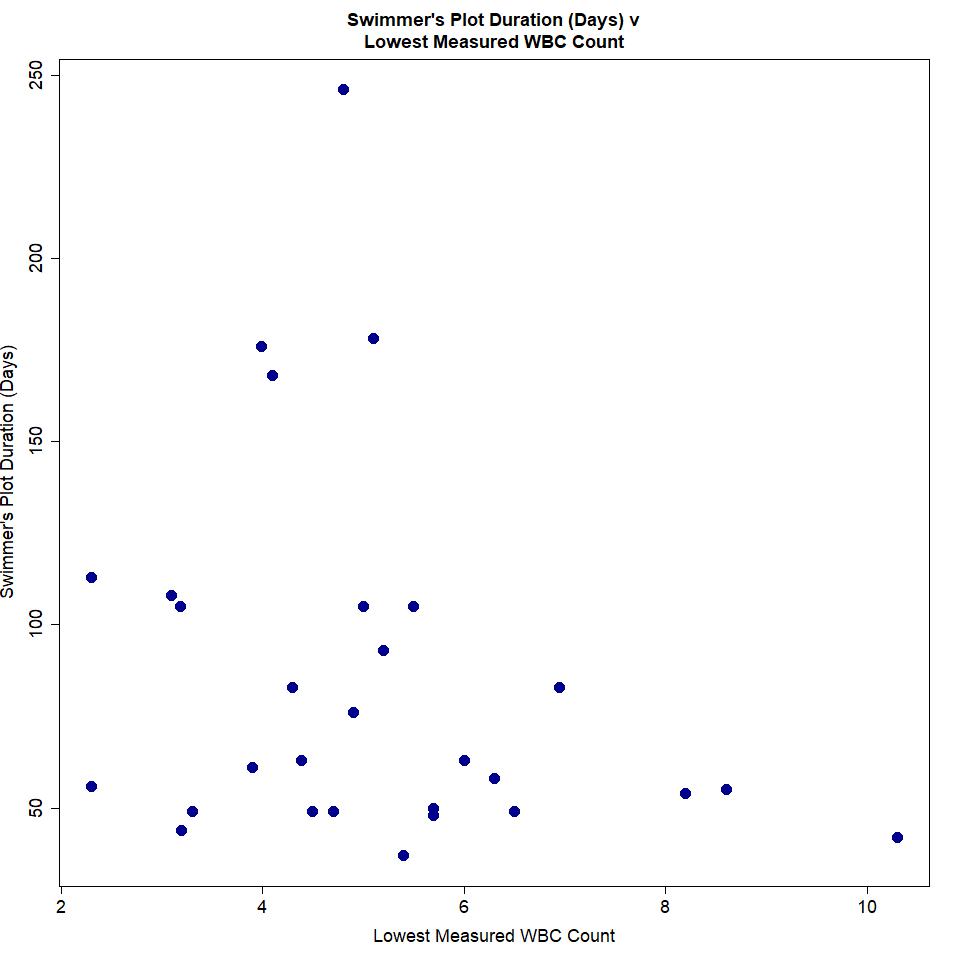 Swimmer's Plot Duration (Days) v
Lowest Measured WBC Count
250
200
150
100
50
Swimmer's Plot Duration (Days)
2 4 6 8 10
Lowest Measured WBC Count